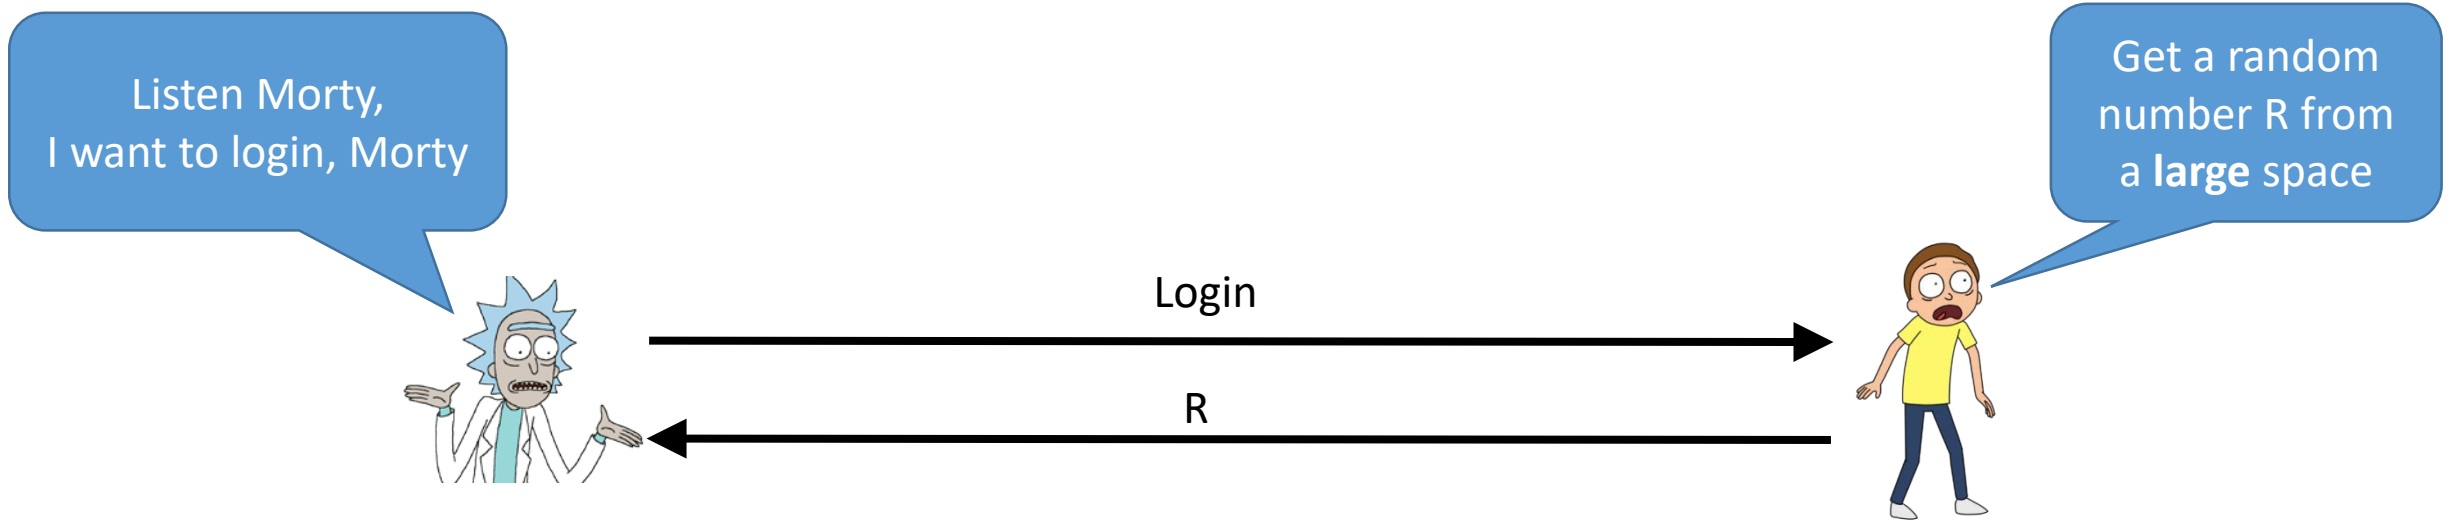 Listen Morty,
I want to login, Morty
Get a random
number R from
a large space
Login
R